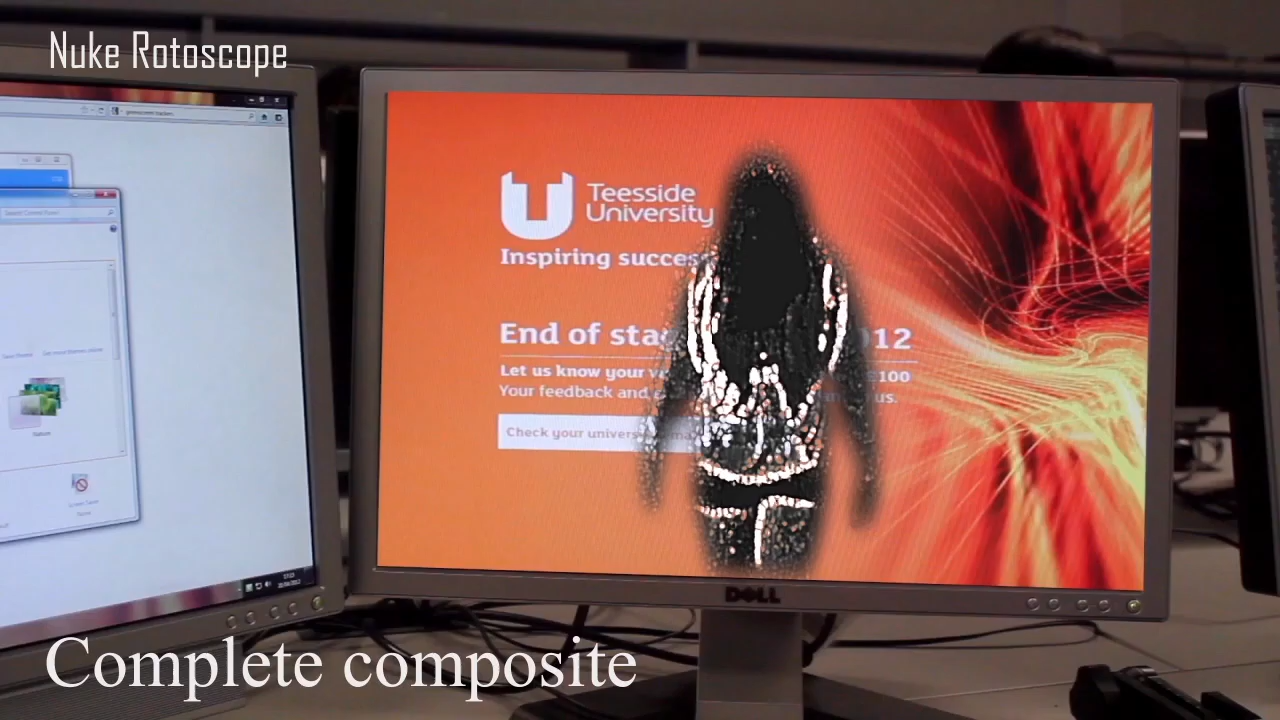 Nuke Rotoscope
Teesside
University
Inspiring succes
End of sta
012
Let us know your v
£100
Your feedback and
us.
Check your univers
DELL
Complete composite